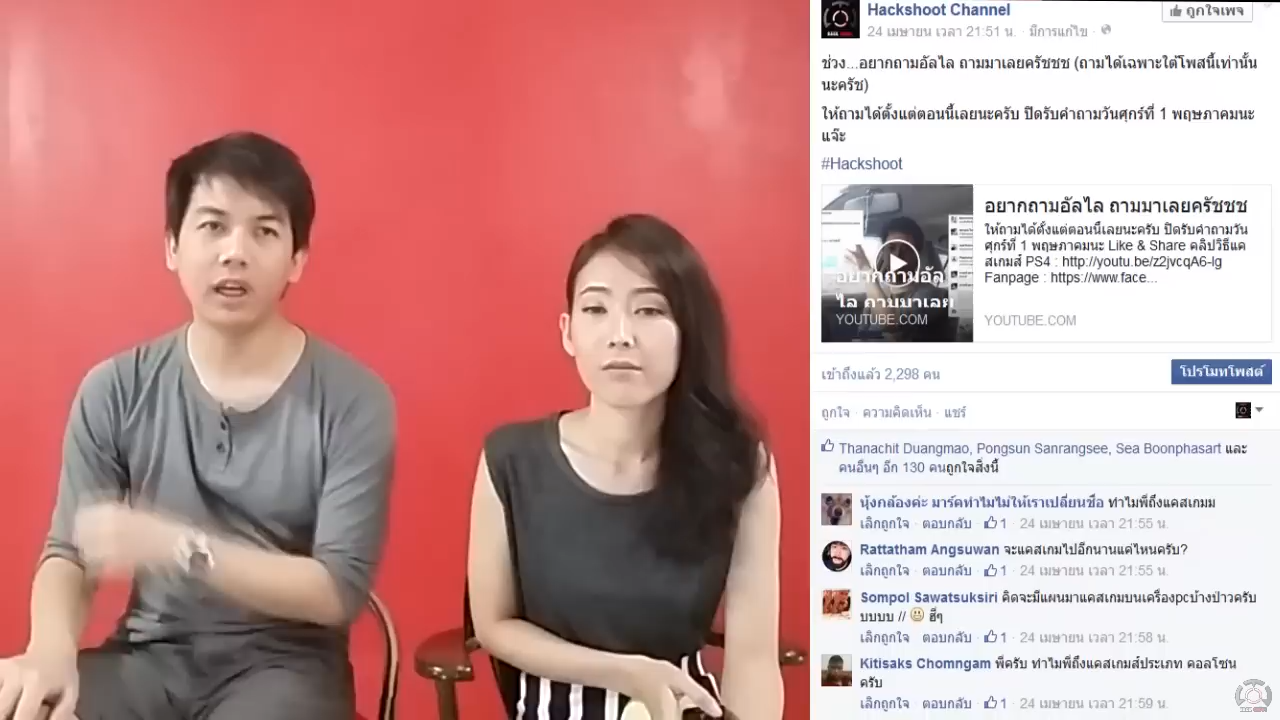 Hackshoot Channel
ถูกใจเพจ
24 เมษายน เวลา 21:51 น. · มีการแก้ไข ·
ช่วง...อยากถามอัลไล ถามมาเลยครัชชช (ถามได้เฉพาะใต้โพสนี้เท่านั้น
นะครัช)
ให้ถามได้ตั้งแต่ตอนนี้เลยนะครับ ปิดรับคำถามวันศุกร์ที่ 1 พฤษภาคมนะ
แจ๊ะ
#Hackshoot
อยากถามอัลไล ถามมาเลยครัชชช
ให้ถามได้ตั้งแต่ตอนนี้เลยนะครับ ปิดรับคำถามวัน
ศุกร์ที่ 1 พฤษภาคมนะ Like & Share คลิปวิธีแค
สเกมส์ PS4 : http://youtu.be/z2jvcqA6-lg
Fanpage : https://www.face...
อยากถามอัล
ไล ถามมาเลย
YOUTUBE.COM
YOUTUBE.COM
เข้าถึงแล้ว 2,298 คน
โปรโมทโพสต์
ถูกใจ · ความคิดเห็น · แชร์
Thanachit Duangmao, Pongsun Sanrangsee, Sea Boonphasart และ
คนอื่นๆ อีก 130 คนถูกใจสิ่งนี้
นุ้งกล้องค่ะ มาร์คทำไมไม่ให้เราเปลี่ยนชื่อ ทำไมพี่ถึงแคสเกมม
เลิกถูกใจ · ตอบกลับ · 1 · 24 เมษายน เวลา 21:55 น.
Rattatham Angsuwan จะแคสเกมไปอีกนานแค่ไหนครับ?
เลิกถูกใจ · ตอบกลับ · 1 · 24 เมษายน เวลา 21:55 น.
Sompol Sawatsuksiri คิดจะมีแผนมาแคสเกมบนเครื่องpcบ้างป่าวครับ
บบบบ // ฮี่ๆ
เลิกถูกใจ · ตอบกลับ · 1 · 24 เมษายน เวลา 21:58 น.
Kitisaks Chomngam พี่ครับ ทำไมพี่ถึงแคสเกมส์ประเภท คอลโซน
ครับ
เลิกถูกใจ · ตอบกลับ · 1 · 24 เมษายน เวลา 21:59 น.